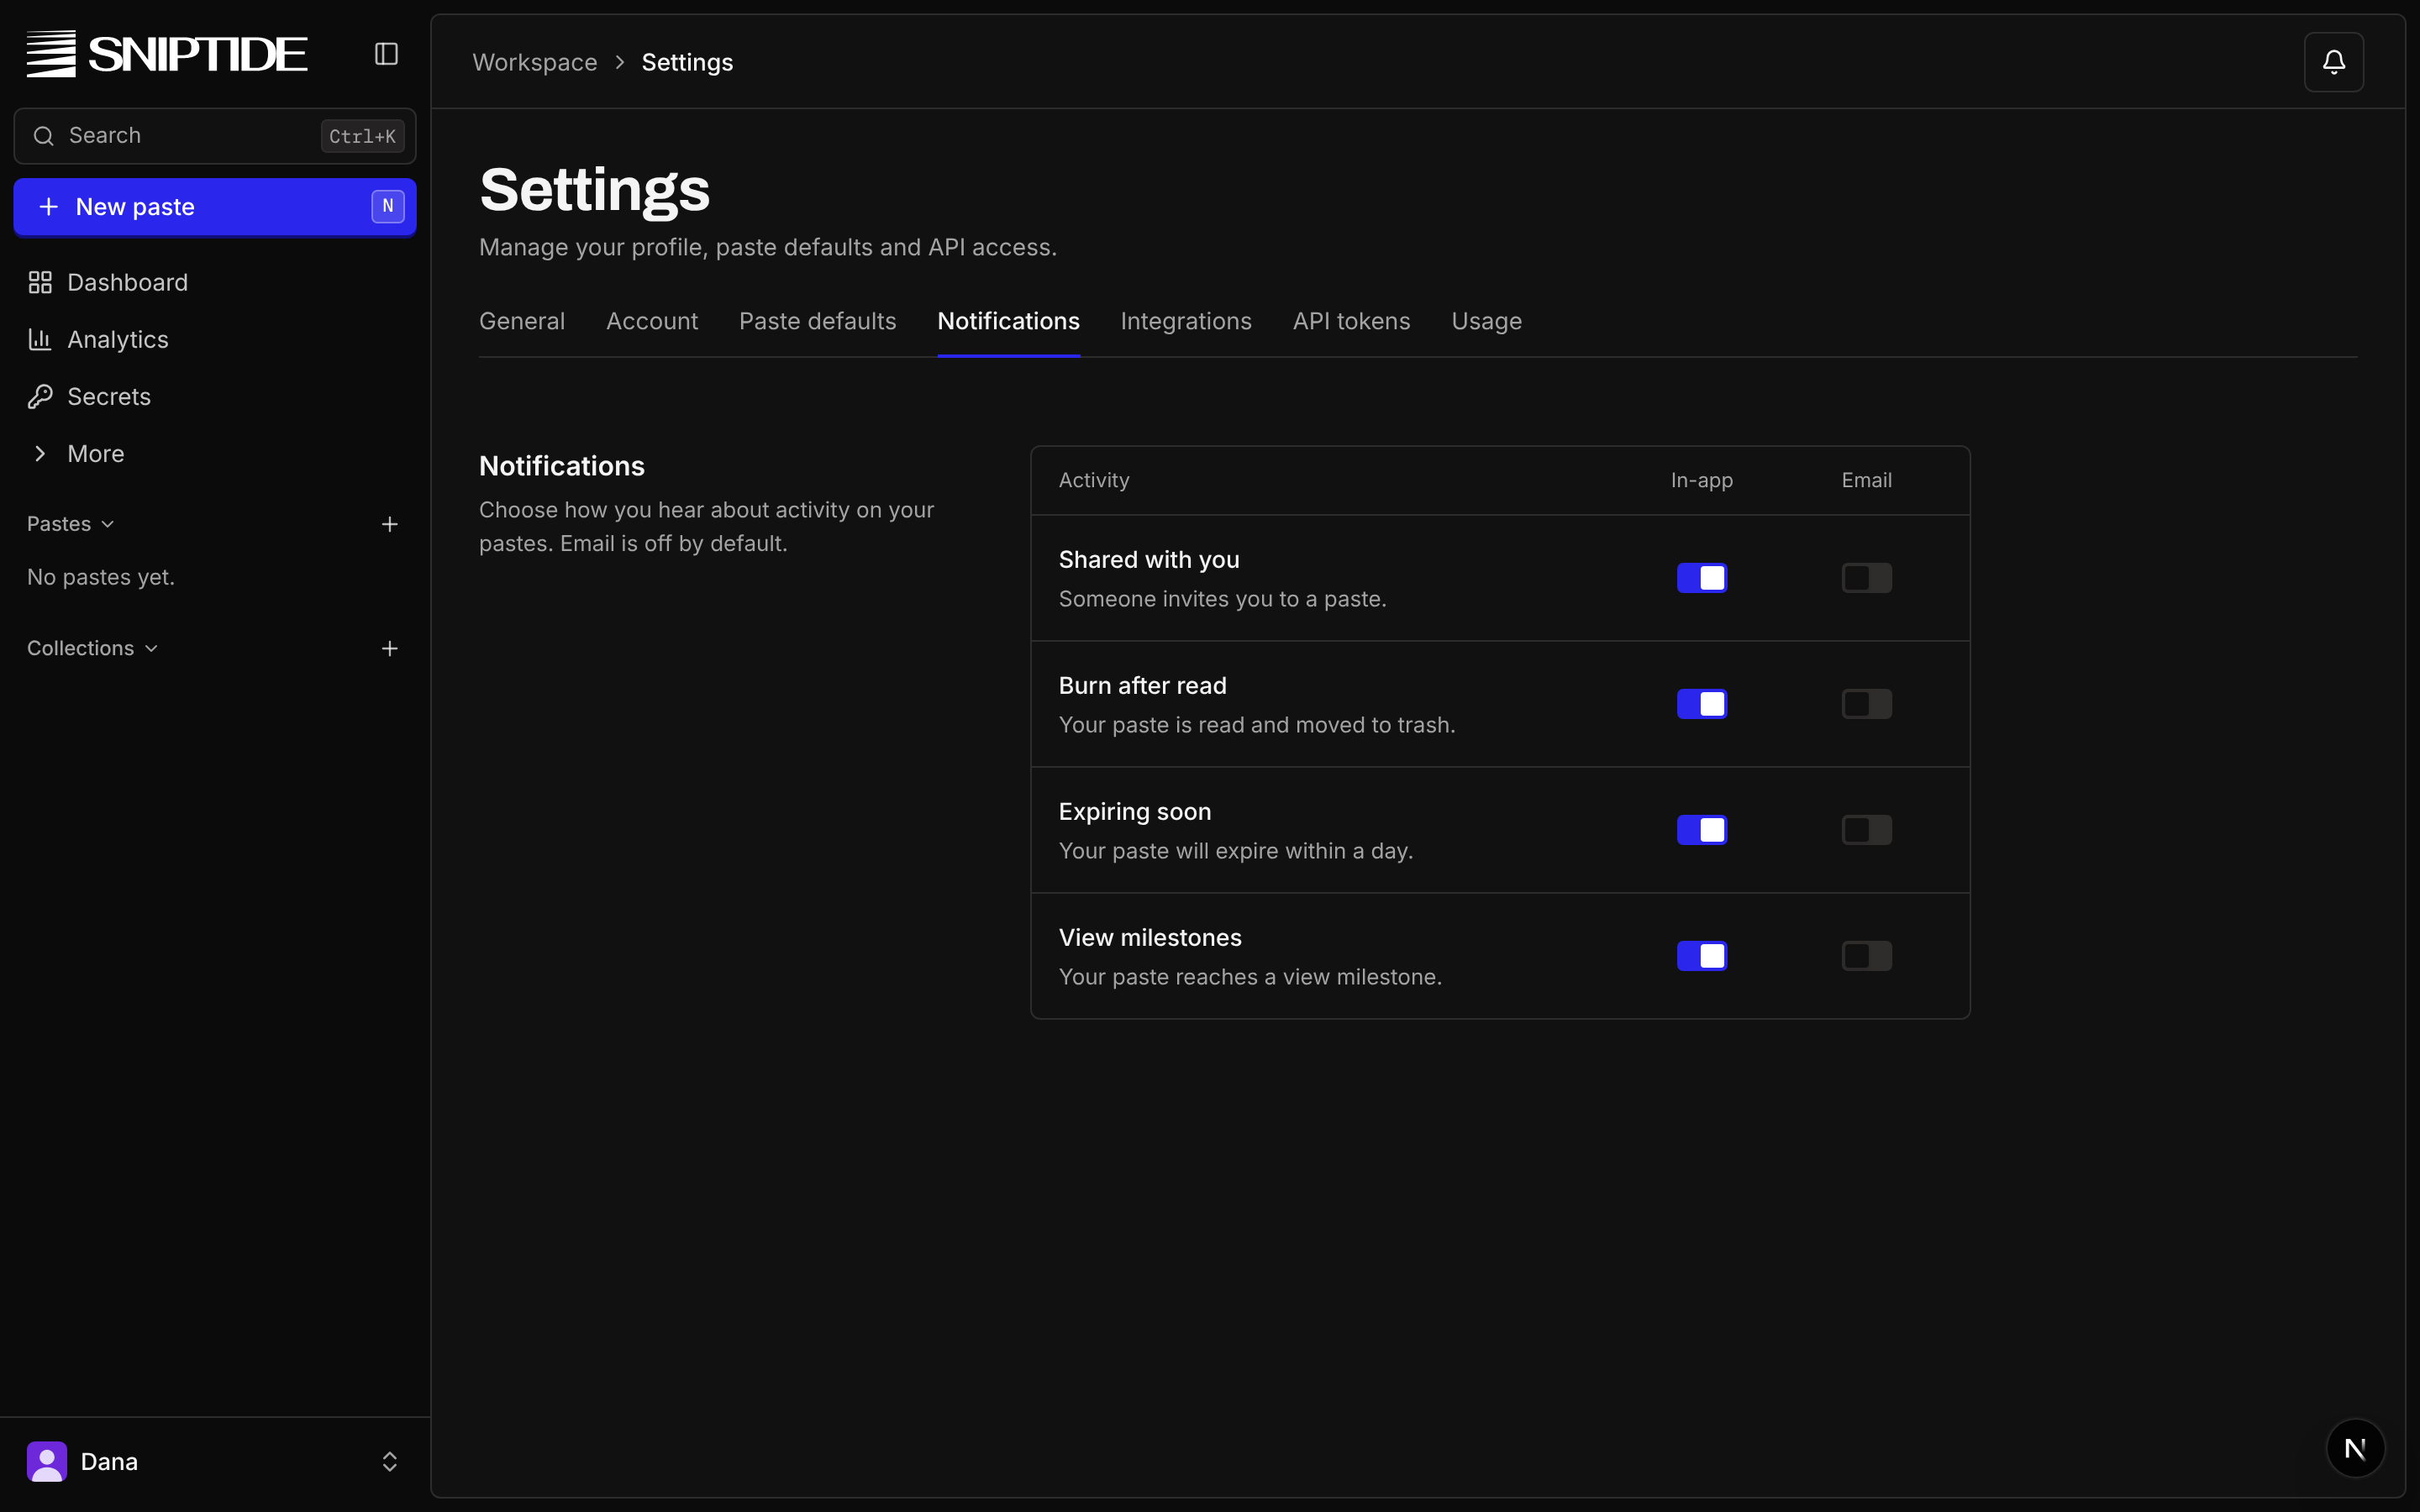 SNIPTIDE
Search Ctrl+K
New paste N
Dashboard
Analytics
Secrets
More
Pastes
No pastes yet.
Collections
Dana
Workspace Settings
Settings
Manage your profile, paste defaults and API access.
General Account Paste defaults Notifications Integrations API tokens Usage
Notifications
Choose how you hear about activity on your
pastes. Email is off by default.
Activity In-app Email
Shared with you
Someone invites you to a paste.
Burn after read
Your paste is read and moved to trash.
Expiring soon
Your paste will expire within a day.
View milestones
Your paste reaches a view milestone.
N